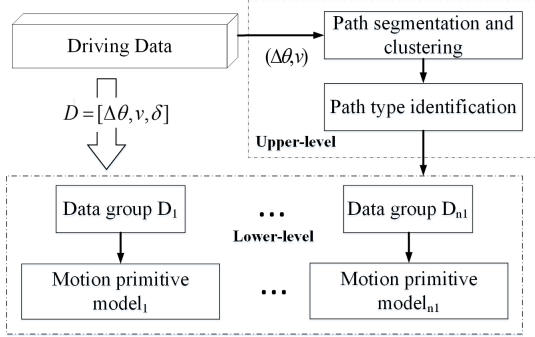 Driving Data
(Δθ,v)
Path segmentation and
clustering
D = [Δθ, v, δ]
Path type identification
Upper-level
Data group D₁
...
Data group Dₙ₁
Lower-level
Motion primitive
model₁
...
Motion primitive
modelₙ₁